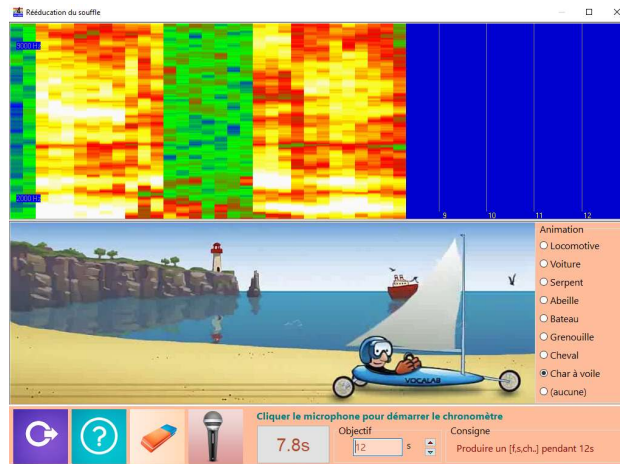 Rééducation du souffle
3000 Hz
2000 Hz
9 10 11 12
Animation
Locomotive
Voiture
Serpent
Abeille
Bateau
Grenouille
Cheval
Char à voile
(aucune)
VOCALAB
Cliquer le microphone pour démarrer le chronomètre
7.8s
Objectif
12 s
Consigne
Produire un [f,s,ch..] pendant 12s